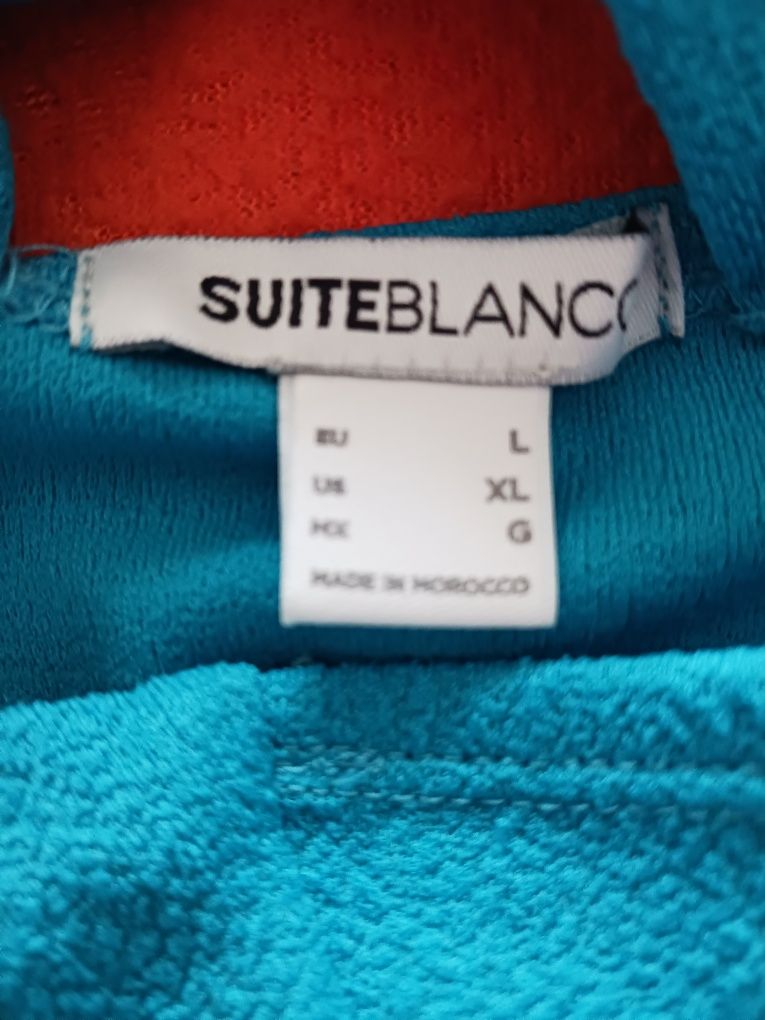 SUITEBLANCO
EU L
US XL
MX G
MADE IN MOROCCO